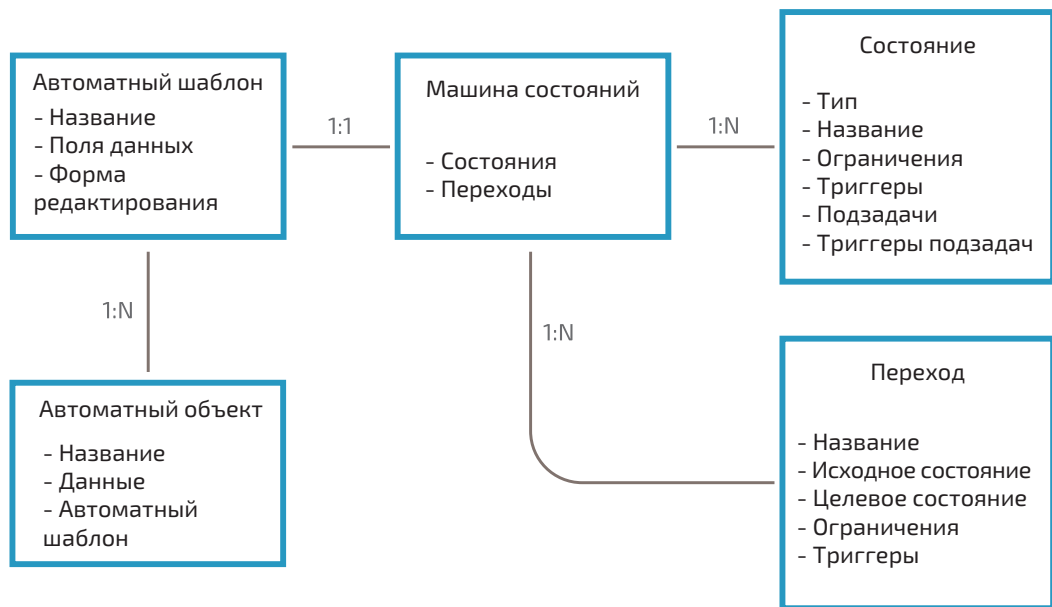 Автоматный шаблон
- Название
- Поля данных
- Форма
редактирования
1:1
Машина состояний
- Состояния
- Переходы
1:N
Состояние
- Тип
- Название
- Ограничения
- Триггеры
- Подзадачи
- Триггеры подзадач
1:N
Автоматный объект
- Название
- Данные
- Автоматный
шаблон
1:N
Переход
- Название
- Исходное состояние
- Целевое состояние
- Ограничения
- Триггеры